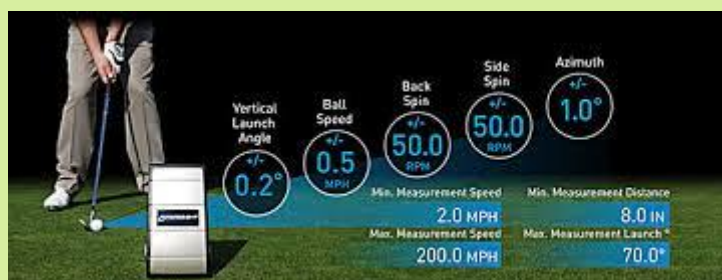 Vertical
Launch
Angle
+/-
0.2°
Ball
Speed
+/-
0.5
MPH
Back
Spin
+/-
50.0
RPM
Side
Spin
+/-
50.0
RPM
Azimuth
+/-
1.0°
Min. Measurement Speed
2.0 MPH
Max. Measurement Speed
200.0 MPH
Min. Measurement Distance
8.0 IN
Max. Measurement Launch °
70.0°